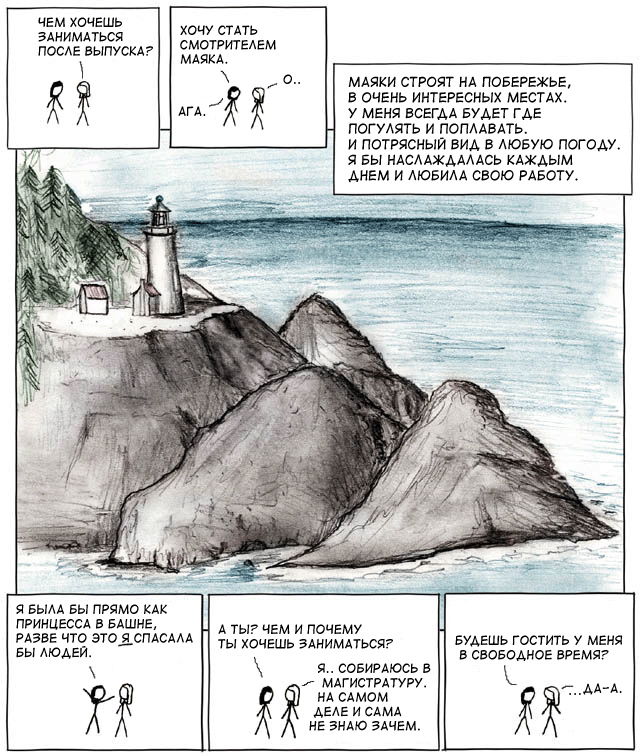 ЧЕМ ХОЧЕШЬ
ЗАНИМАТЬСЯ
ПОСЛЕ ВЫПУСКА?
ХОЧУ СТАТЬ
СМОТРИТЕЛЕМ
МАЯКА.
О..
АГА.
МАЯКИ СТРОЯТ НА ПОБЕРЕЖЬЕ,
В ОЧЕНЬ ИНТЕРЕСНЫХ МЕСТАХ.
У МЕНЯ ВСЕГДА БУДЕТ ГДЕ
ПОГУЛЯТЬ И ПОПЛАВАТЬ.
И ПОТРЯСНЫЙ ВИД В ЛЮБУЮ ПОГОДУ.
Я БЫ НАСЛАЖДАЛАСЬ КАЖДЫМ
ДНЕМ И ЛЮБИЛА СВОЮ РАБОТУ.
Я БЫЛА БЫ ПРЯМО КАК
ПРИНЦЕССА В БАШНЕ,
РАЗВЕ ЧТО ЭТО Я СПАСАЛА
БЫ ЛЮДЕЙ.
А ТЫ? ЧЕМ И ПОЧЕМУ
ТЫ ХОЧЕШЬ ЗАНИМАТЬСЯ?
Я.. СОБИРАЮСЬ В
МАГИСТРАТУРУ.
НА САМОМ
ДЕЛЕ И САМА
НЕ ЗНАЮ ЗАЧЕМ.
БУДЕШЬ ГОСТИТЬ У МЕНЯ
В СВОБОДНОЕ ВРЕМЯ?
...ДА-А.